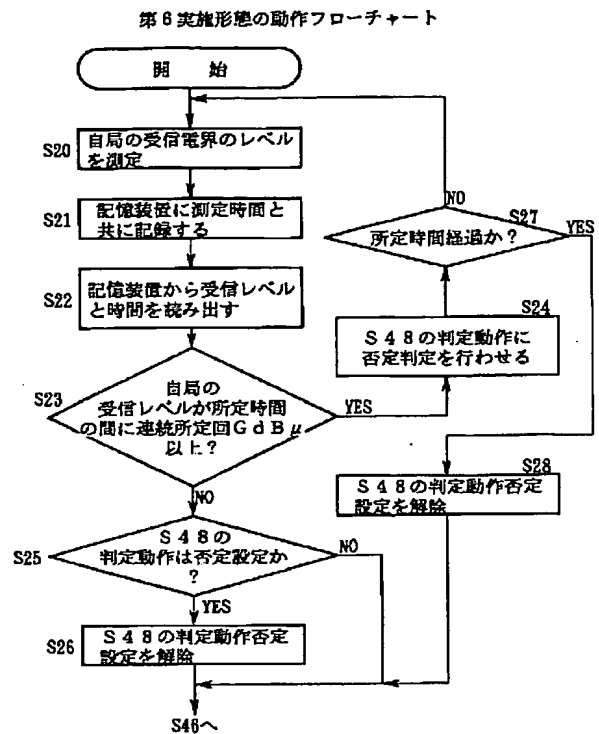 第6実施形態の動作フローチャート
開 始
S20
自局の受信電界のレベル
を測定
S21
記憶装置に測定時間と
共に記録する
S22
記憶装置から受信レベル
と時間を読み出す
S23
自局の
受信レベルが所定時間
の間に連続所定回GdBμ
以上?
YES
NO
S24
S48の判定動作に
否定判定を行わせる
S27
所定時間経過か?
NO
YES
S28
S48の判定動作否定
設定を解除
S25
S48の
判定動作は否定設定か
?
NO
YES
S26
S48の判定動作否定
設定を解除
S46へ